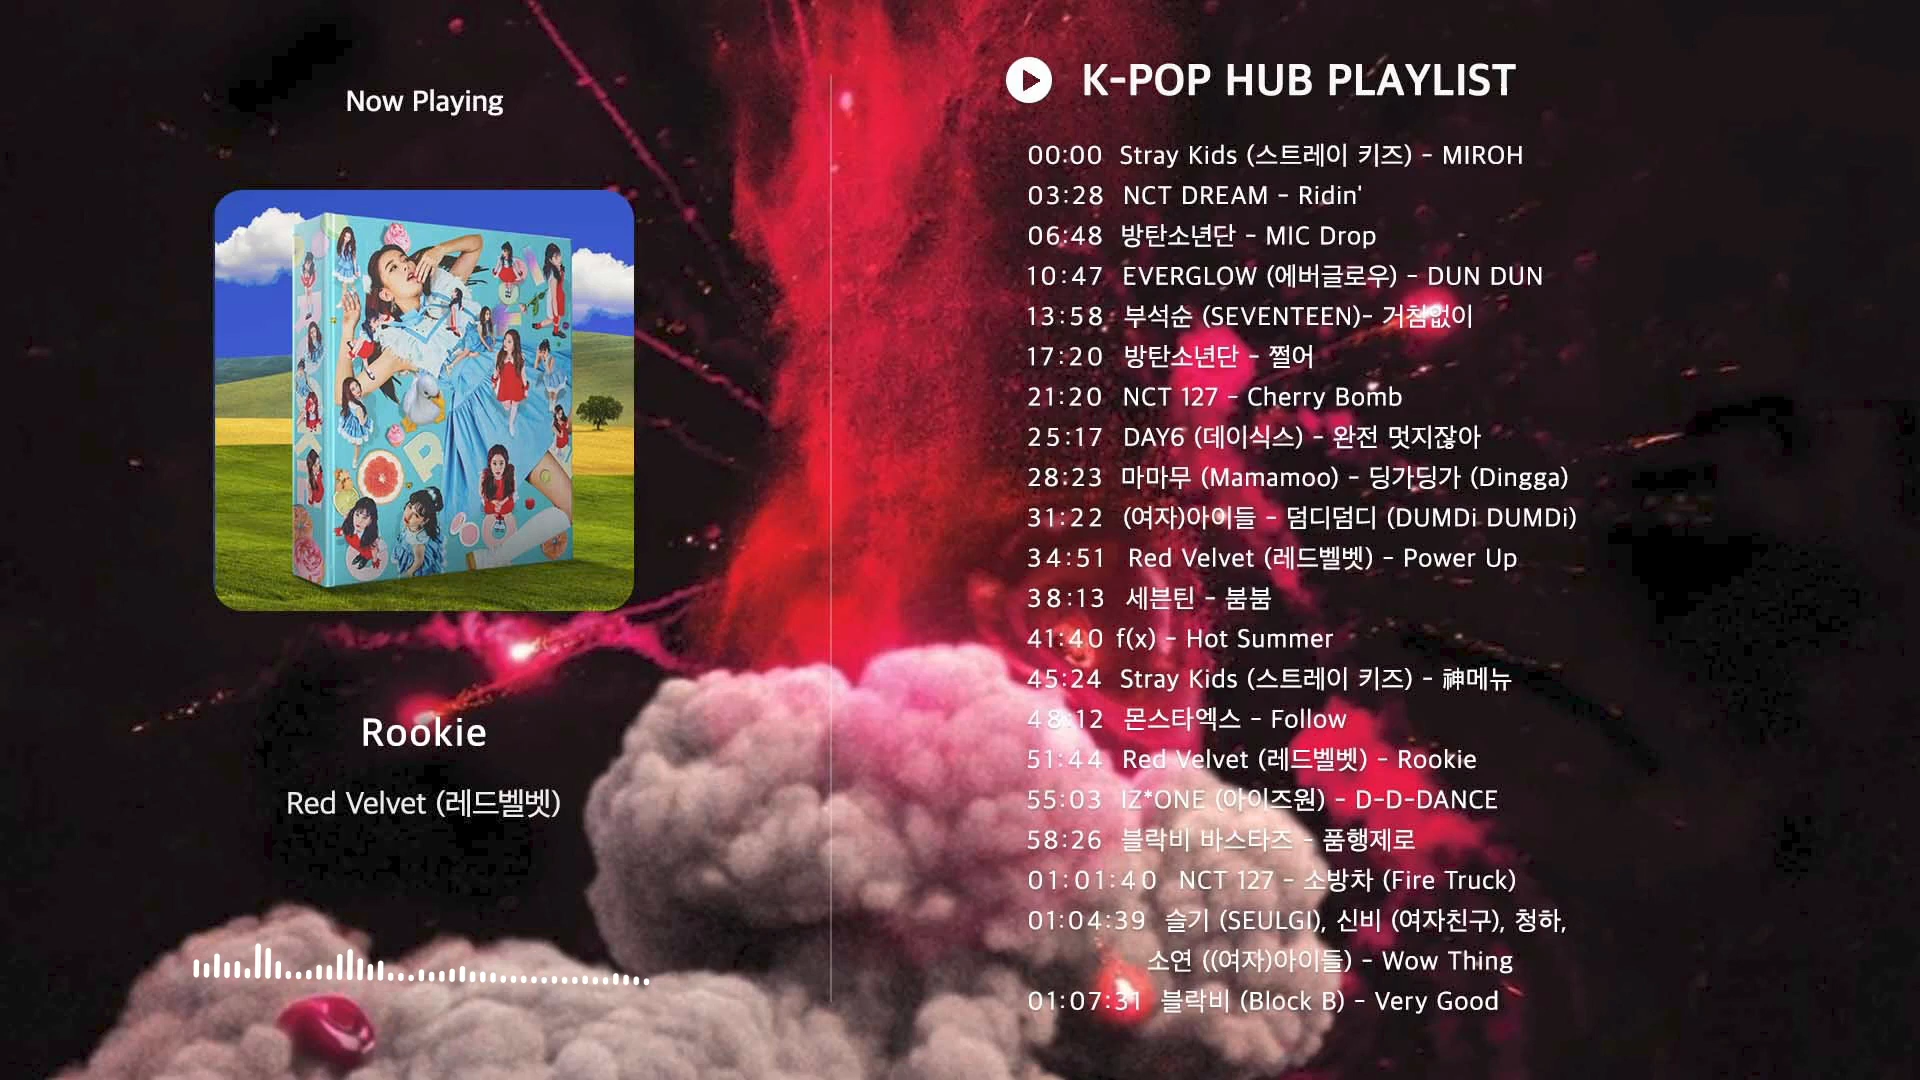 Now Playing
Rookie
Red Velvet (레드벨벳)
K-POP HUB PLAYLIST
00:00 Stray Kids (스트레이 키즈) - MIROH
03:28 NCT DREAM - Ridin'
06:48 방탄소년단 - MIC Drop
10:47 EVERGLOW (에버글로우) - DUN DUN
13:58 부석순 (SEVENTEEN)- 거침없이
17:20 방탄소년단 - 쩔어
21:20 NCT 127 - Cherry Bomb
25:17 DAY6 (데이식스) - 완전 멋지잖아
28:23 마마무 (Mamamoo) - 딩가딩가 (Dingga)
31:22 (여자)아이들 - 덤디덤디 (DUMDi DUMDi)
34:51 Red Velvet (레드벨벳) - Power Up
38:13 세븐틴 - 붐붐
41:40 f(x) - Hot Summer
45:24 Stray Kids (스트레이 키즈) - 神메뉴
48:12 몬스타엑스 - Follow
51:44 Red Velvet (레드벨벳) - Rookie
55:03 IZ*ONE (아이즈원) - D-D-DANCE
58:26 블락비 바스타즈 - 품행제로
01:01:40 NCT 127 - 소방차 (Fire Truck)
01:04:39 슬기 (SEULGI), 신비 (여자친구), 청하,
소연 ((여자)아이들) - Wow Thing
01:07:31 블락비 (Block B) - Very Good